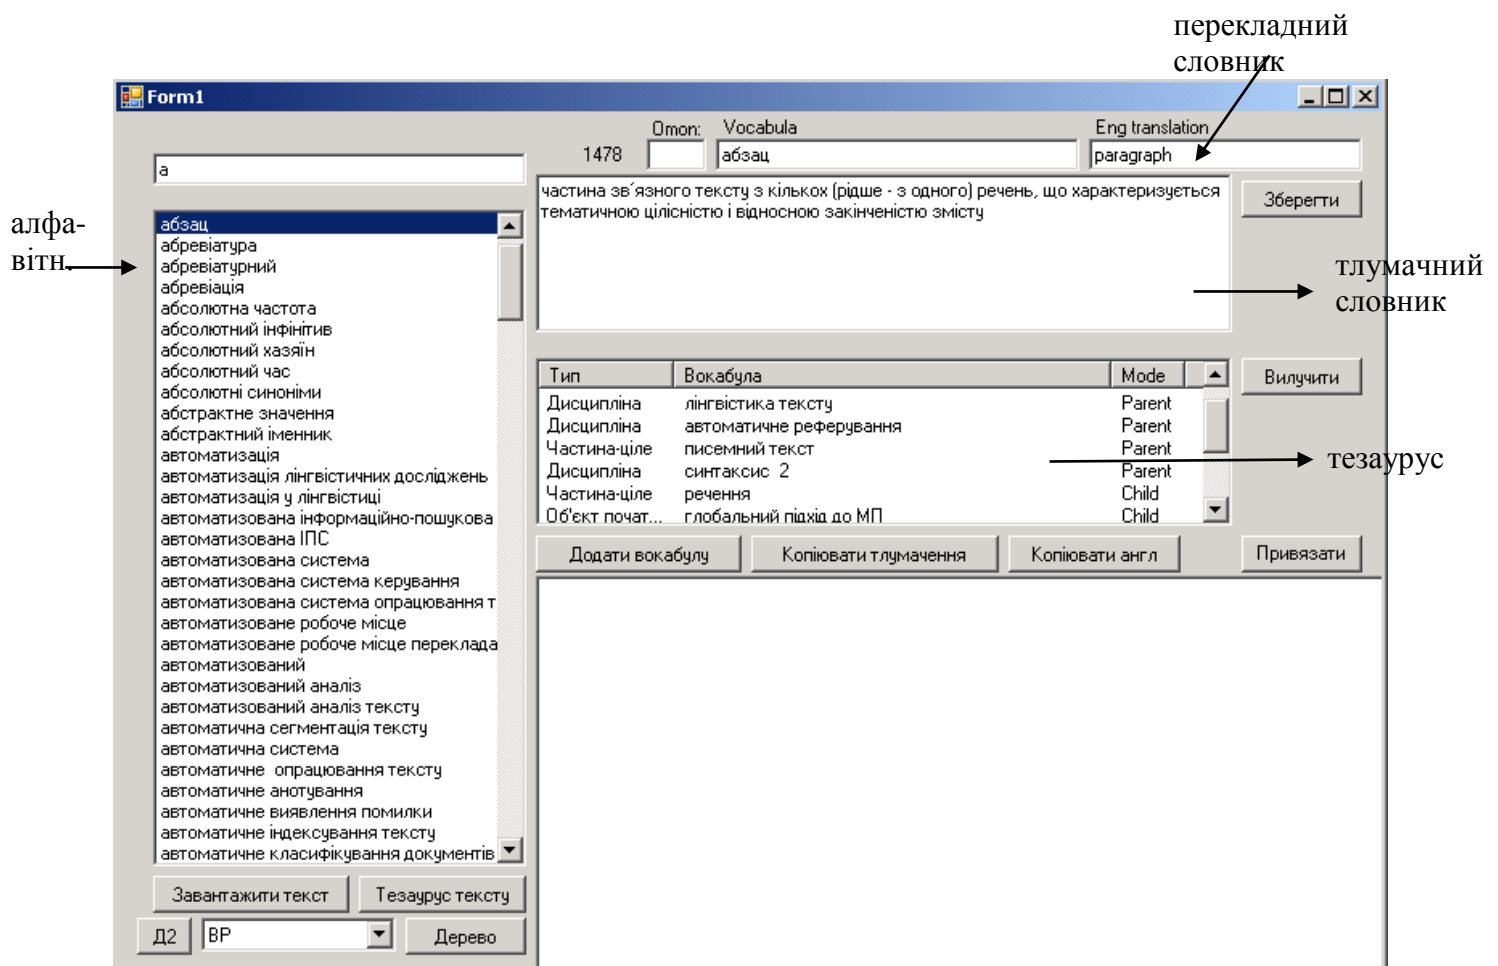 перекладний
словник
Form1
Omon:
Vocabula
Eng translation
1478
абзац
paragraph
а
частина зв´язного тексту з кількох (рідше - з одного) речень, що характеризується
тематичною цілісністю і відносною закінченістю змісту
Зберегти
алфа-
вітн.
тлумачний
словник
абзац
абревіатура
абревіатурний
абревіація
абсолютна частота
абсолютний інфінітив
абсолютний хазяїн
абсолютний час
абсолютні синоніми
абстрактне значення
абстрактний іменник
автоматизація
автоматизація лінгвістичних досліджень
автоматизація у лінгвістиці
автоматизована інформаційно-пошукова
автоматизована ІПС
автоматизована система
автоматизована система керування
автоматизована система опрацювання т
автоматизоване робоче місце
автоматизоване робоче місце переклада
автоматизований
автоматизований аналіз
автоматизований аналіз тексту
автоматична сегментація тексту
автоматична система
автоматичне  опрацювання тексту
автоматичне анотування
автоматичне виявлення помилки
автоматичне індексування тексту
автоматичне класифікування документів
Тип Вокабула Mode
Дисципліна лінгвістика тексту Parent
Дисципліна автоматичне реферування Parent
Частина-ціле писемний текст Parent
Дисципліна синтаксис  2 Parent
Частина-ціле речення Child
Об'єкт почат... глобальний підхід до МП Child
Вилучити
тезаурус
Додати вокабулу
Копіювати тлумачення
Копіювати англ
Привязати
Завантажити текст
Тезаурус тексту
Д2
ВР
Дерево